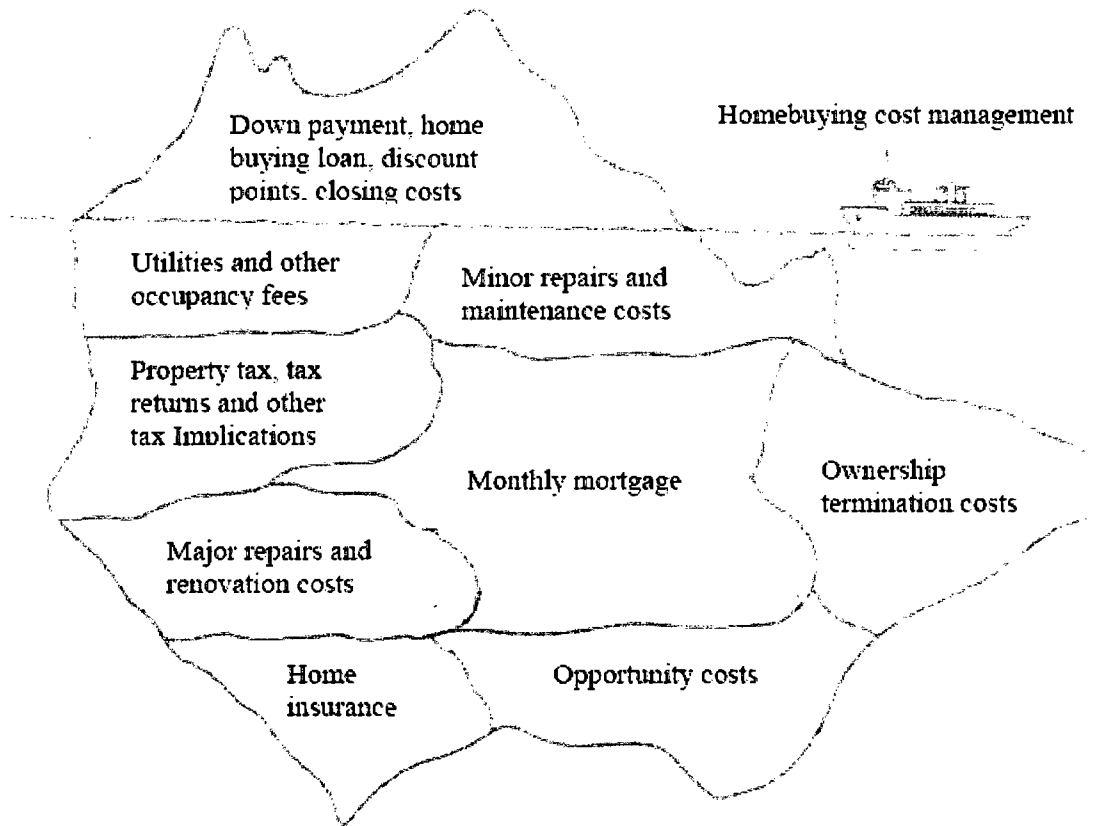 Homebuying cost management
Down payment, home
buying loan, discount
points, closing costs
Utilities and other
occupancy fees
Minor repairs and
maintenance costs
Property tax, tax
returns and other
tax Implications
Monthly mortgage
Ownership
termination costs
Major repairs and
renovation costs
Home
insurance
Opportunity costs